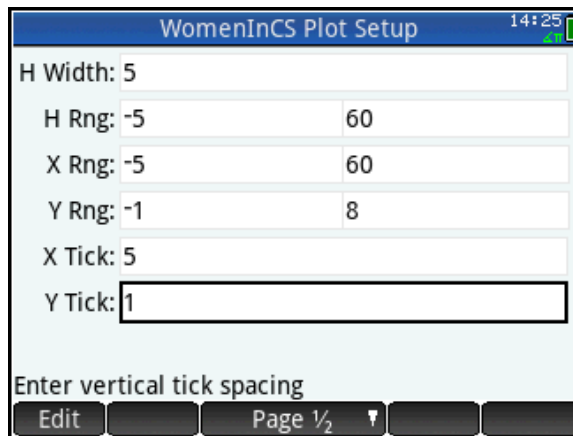 WomenInCS Plot Setup 14:25
∡π
H Width: 5
H Rng: -5 60
X Rng: -5 60
Y Rng: -1 8
X Tick: 5
Y Tick: 1
Enter vertical tick spacing
Edit Page ½